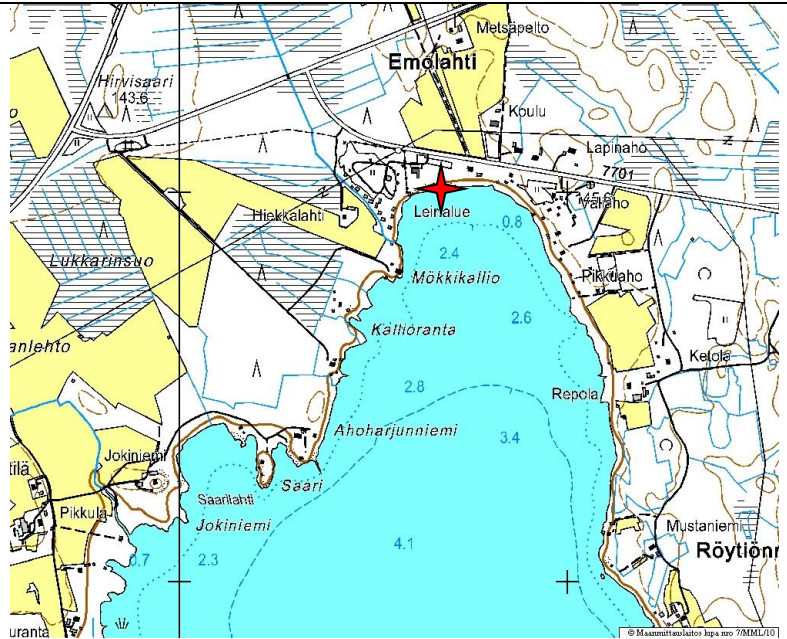 Metsäpelto
Emolahti
Hirvisaari
143.6
Koulu
Lapinaho
7701
Leirialue
Hiekkalahti
0.8
2.4
Lukkarinsuo
Mökkikallio
Pikkuaho
2.6
Kallioranta
anlehto
Ketola
2.8
Repola
3.4
Ahoharjunniemi
Jokiniemi
tilä
Saari
Saarilahti
Pikkula
Jokiniemi
Mustaniemi
4.1
Röytiönn
0.7
2.3
uranta
© Maanmittauslaitos lupa nro 7/MML/10